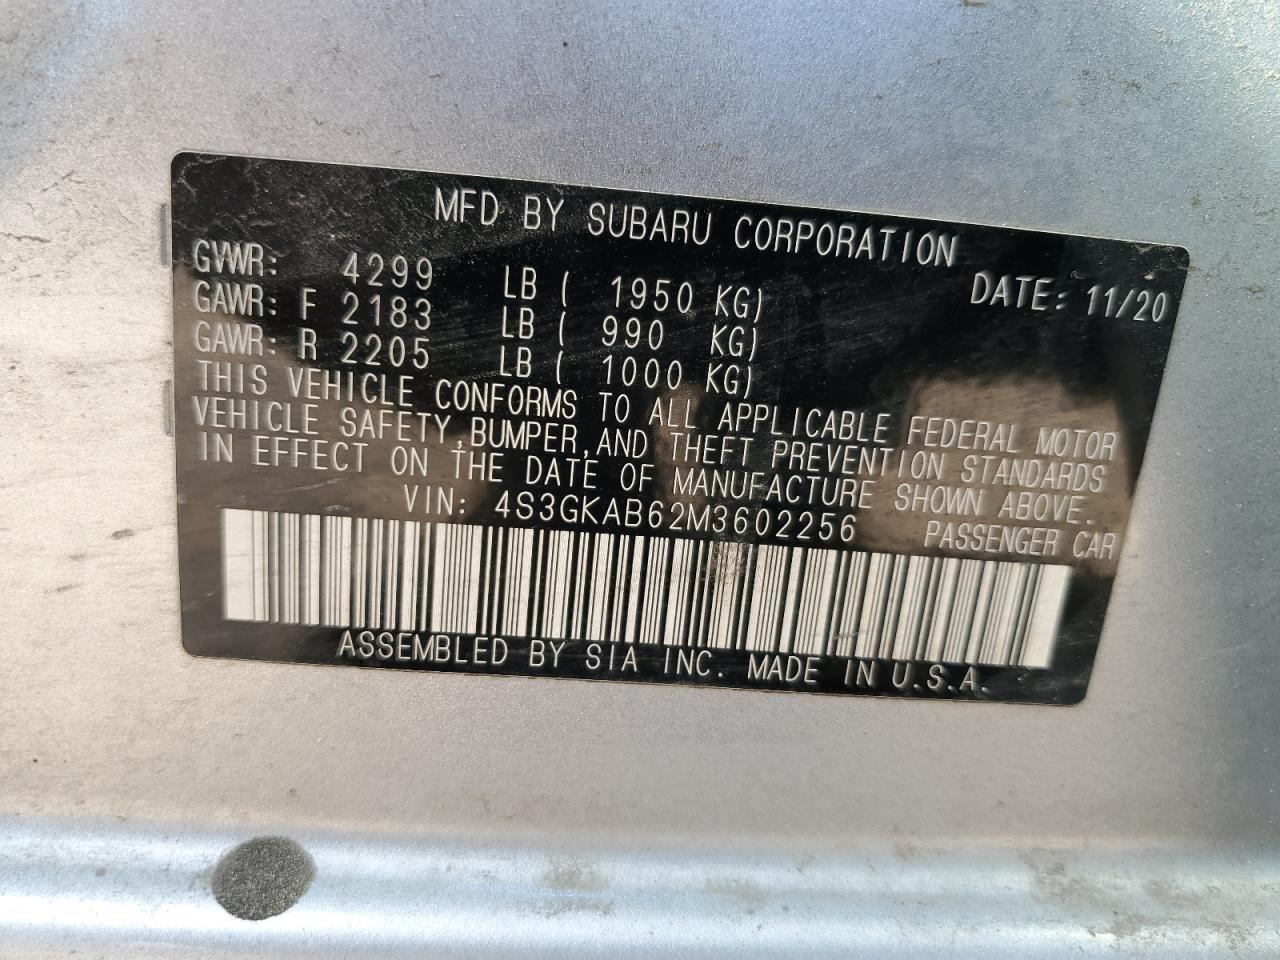 MFD BY SUBARU CORPORATION
GVWR: 4299 LB ( 1950 KG) DATE: 11/20
GAWR: F 2183 LB ( 990 KG)
GAWR: R 2205 LB ( 1000 KG)
THIS VEHICLE CONFORMS TO ALL APPLICABLE FEDERAL MOTOR
VEHICLE SAFETY,BUMPER,AND THEFT PREVENTION STANDARDS
IN EFFECT ON THE DATE OF MANUFACTURE SHOWN ABOVE.
VIN: 4S3GKAB62M3602256 PASSENGER CAR
ASSEMBLED BY SIA INC. MADE IN U.S.A.